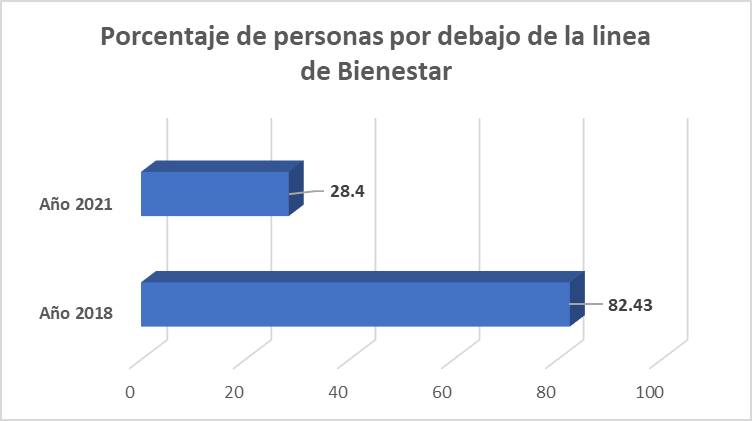 Porcentaje de personas por debajo de la linea
de Bienestar
Año 2021
28.4
Año 2018
82.43
0 20 40 60 80 100